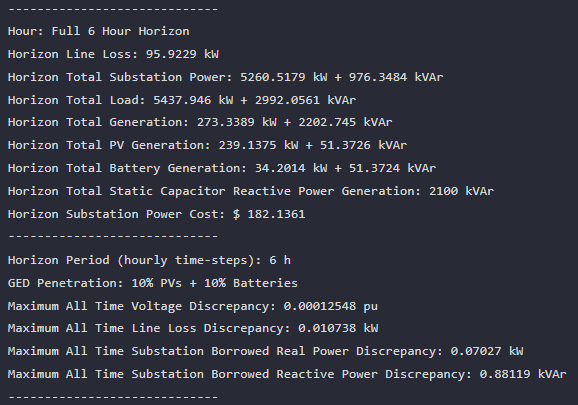 -----------------------------
Hour: Full 6 Hour Horizon
Horizon Line Loss: 95.9229 kW
Horizon Total Substation Power: 5260.5179 kW + 976.3484 kVAr
Horizon Total Load: 5437.946 kW + 2992.0561 kVAr
Horizon Total Generation: 273.3389 kW + 2202.745 kVAr
Horizon Total PV Generation: 239.1375 kW + 51.3726 kVAr
Horizon Total Battery Generation: 34.2014 kW + 51.3724 kVAr
Horizon Total Static Capacitor Reactive Power Generation: 2100 kVAr
Horizon Substation Power Cost: $ 182.1361
-----------------------------
Horizon Period (hourly time-steps): 6 h
GED Penetration: 10% PVs + 10% Batteries
Maximum All Time Voltage Discrepancy: 0.00012548 pu
Maximum All Time Line Loss Discrepancy: 0.010738 kW
Maximum All Time Substation Borrowed Real Power Discrepancy: 0.07027 kW
Maximum All Time Substation Borrowed Reactive Power Discrepancy: 0.88119 kVAr
-----------------------------